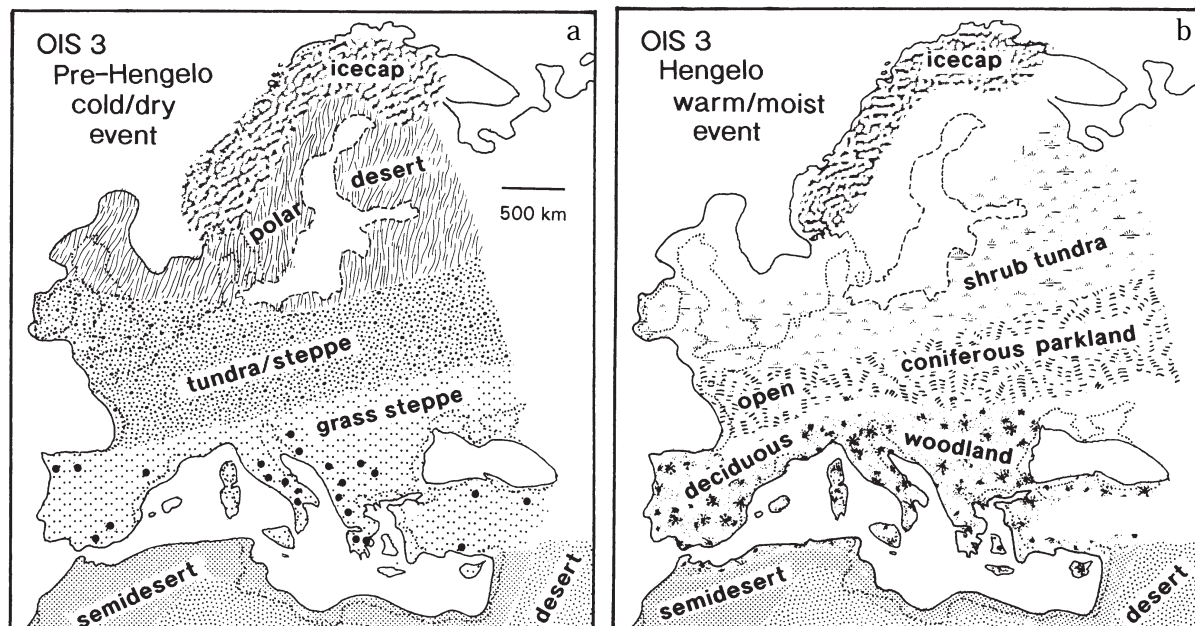 a
OIS 3
Pre-Hengelo
cold/dry
event
icecap
desert
polar
500 km
tundra/steppe
grass steppe
semidesert
desert
b
OIS 3
Hengelo
warm/moist
event
icecap
shrub tundra
coniferous parkland
open
deciduous
woodland
semidesert
desert